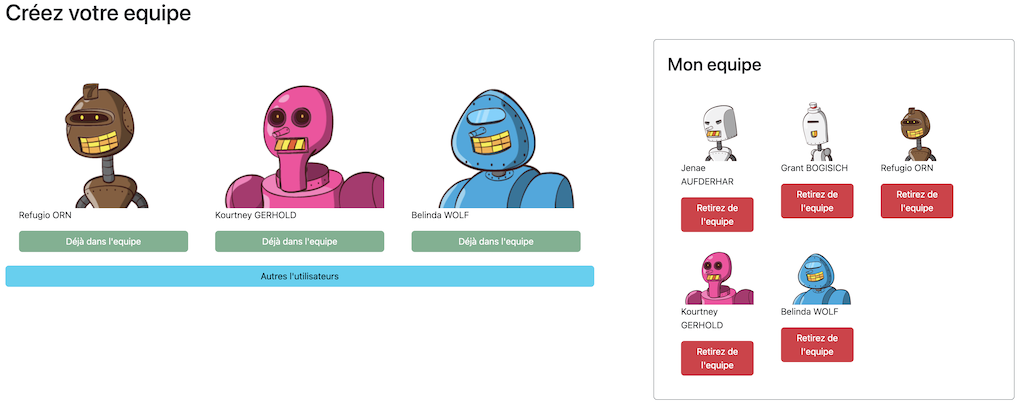 Créez votre equipe
Refugio ORN
Kourtney GERHOLD
Belinda WOLF
Déjà dans l'equipe
Déjà dans l'equipe
Déjà dans l'equipe
Autres l'utilisateurs
Mon equipe
Jenae
AUFDERHAR
Retirez de
l'equipe
Grant BOGISICH
Retirez de
l'equipe
Refugio ORN
Retirez de
l'equipe
Kourtney
GERHOLD
Retirez de
l'equipe
Belinda WOLF
Retirez de
l'equipe